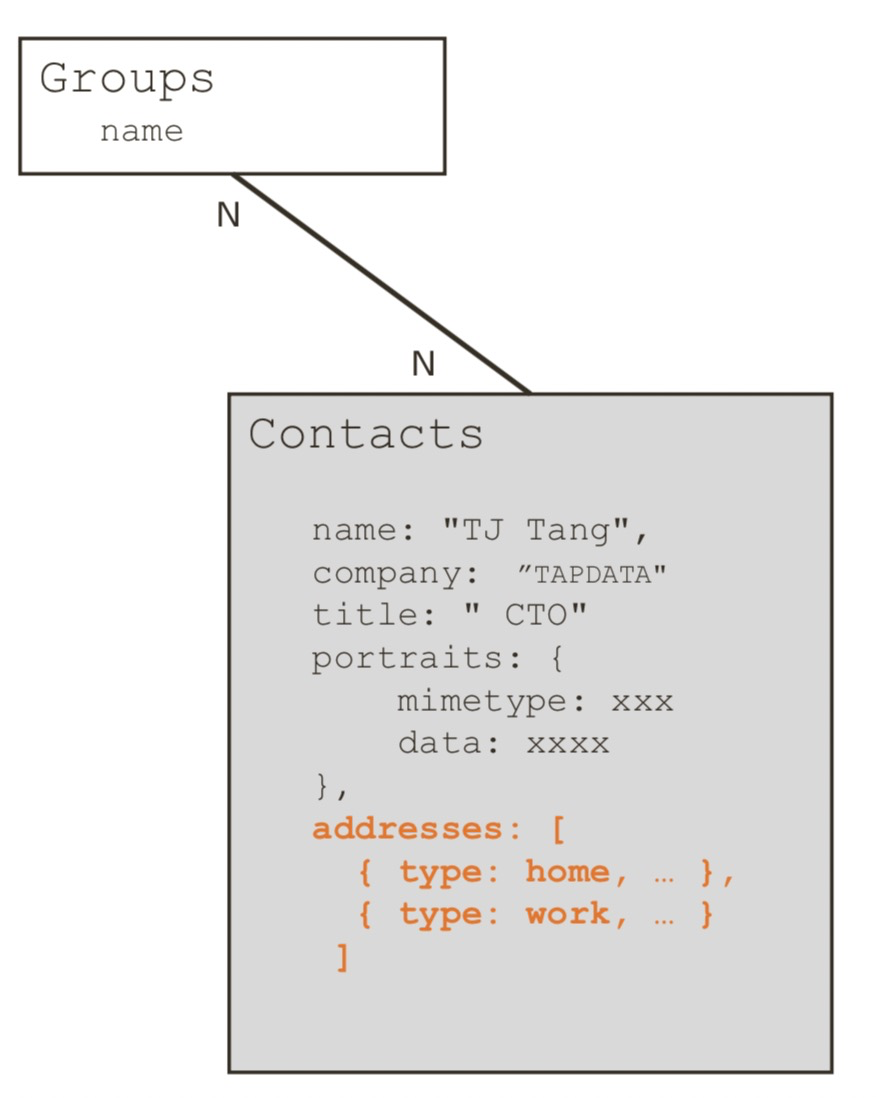 Groups
name
N
N
Contacts
name: "TJ Tang",
company: ”TAPDATA"
title: " CTO"
portraits: {
mimetype: xxx
data: xxxx
},
addresses: [
{ type: home, … },
{ type: work, … }
]